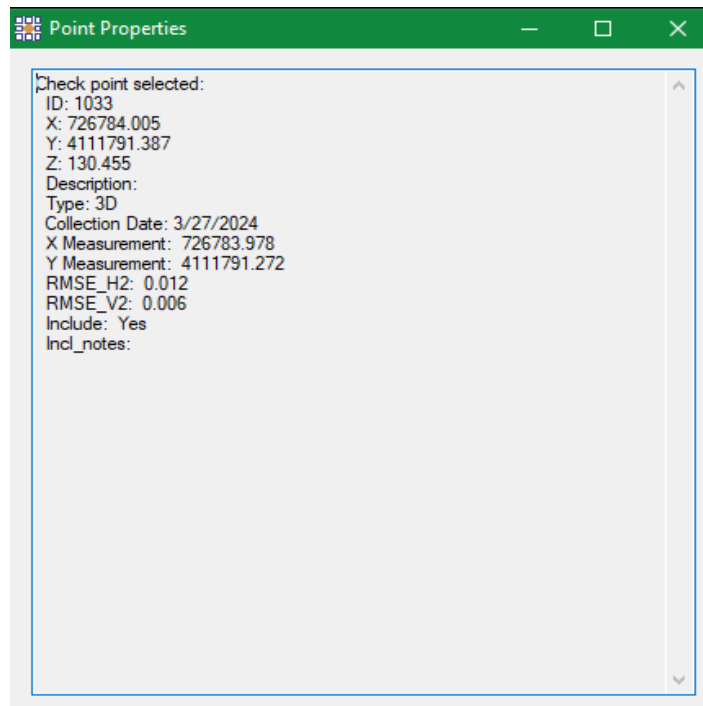 Point Properties
Check point selected:
ID: 1033
X: 726784.005
Y: 4111791.387
Z: 130.455
Description:
Type: 3D
Collection Date: 3/27/2024
X Measurement: 726783.978
Y Measurement: 4111791.272
RMSE_H2: 0.012
RMSE_V2: 0.006
Include: Yes
Incl_notes: